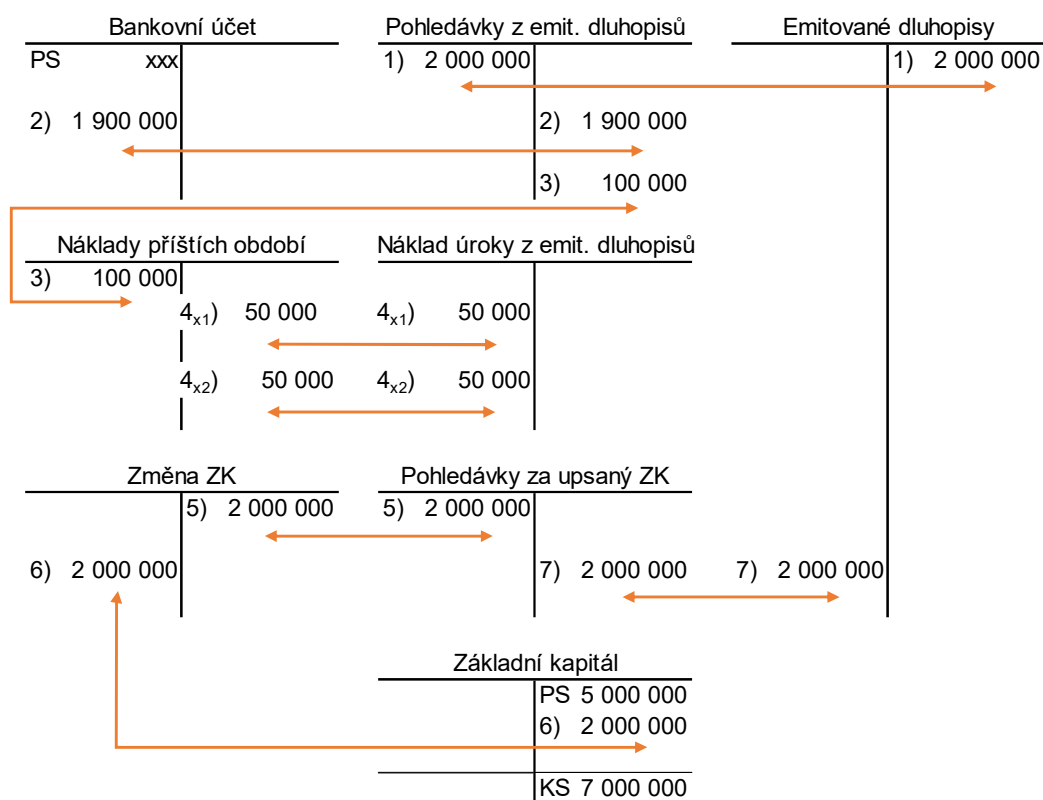 Bankovní účet Pohledávky z emit. dluhopisů Emitované dluhopisy
PS xxx 1) 2 000 000 1) 2 000 000
2) 1 900 000 2) 1 900 000
3) 100 000
Náklady příštích období Náklad úroky z emit. dluhopisů
3) 100 000
4x1) 50 000 4x1) 50 000
4x2) 50 000 4x2) 50 000
Změna ZK Pohledávky za upsaný ZK
5) 2 000 000 5) 2 000 000
6) 2 000 000 7) 2 000 000 7) 2 000 000
Základní kapitál
PS 5 000 000
6) 2 000 000
KS 7 000 000